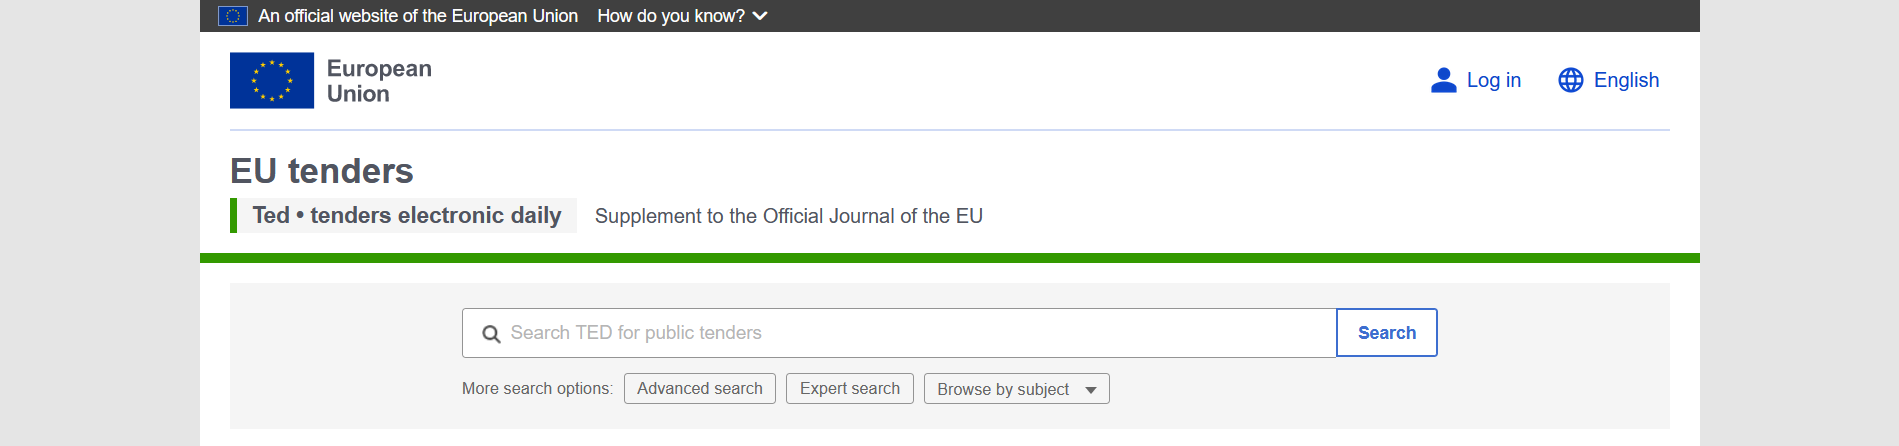 An official website of the European Union How do you know?
European
Union
Log in English
EU tenders
Ted • tenders electronic daily Supplement to the Official Journal of the EU
Search TED for public tenders Search
More search options: Advanced search Expert search Browse by subject